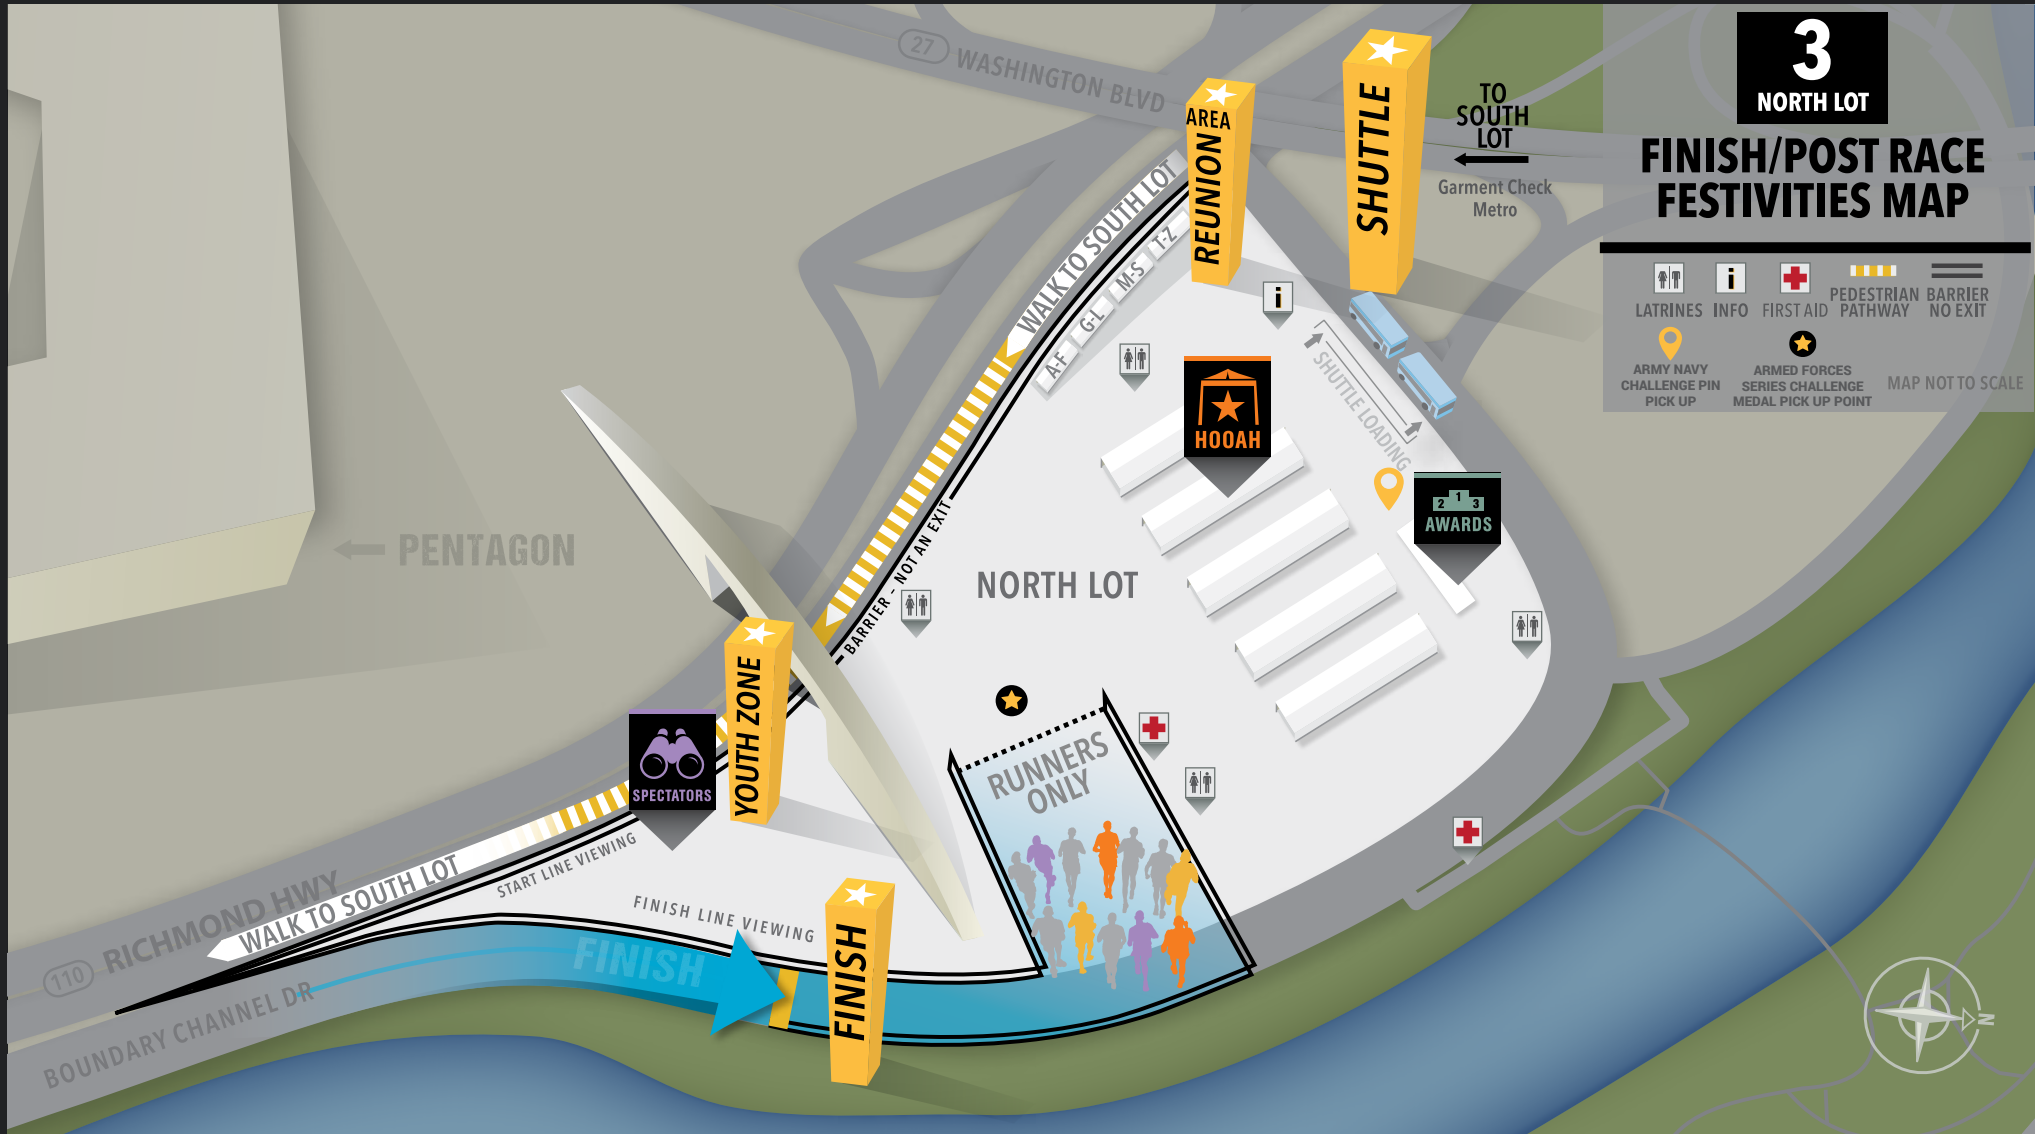 3
NORTH LOT
FINISH/POST RACE
FESTIVITIES MAP
LATRINES
INFO
FIRST AID
PEDESTRIAN
PATHWAY
BARRIER
NO EXIT
ARMY NAVY
CHALLENGE PIN
PICK UP
ARMED FORCES
SERIES CHALLENGE
MEDAL PICK UP POINT
MAP NOT TO SCALE
27 WASHINGTON BLVD
AREA
REUNION
SHUTTLE
TO
SOUTH
LOT
Garment Check
Metro
WALK TO SOUTH LOT
T-Z
M-S
G-L
A-F
i
SHUTTLE LOADING
HOOAH
2 1 3
AWARDS
PENTAGON
BARRIER - NOT AN EXIT
NORTH LOT
YOUTH ZONE
SPECTATORS
RUNNERS
ONLY
START LINE VIEWING
FINISH LINE VIEWING
WALK TO SOUTH LOT
110 RICHMOND HWY
FINISH
FINISH
BOUNDARY CHANNEL DR
N